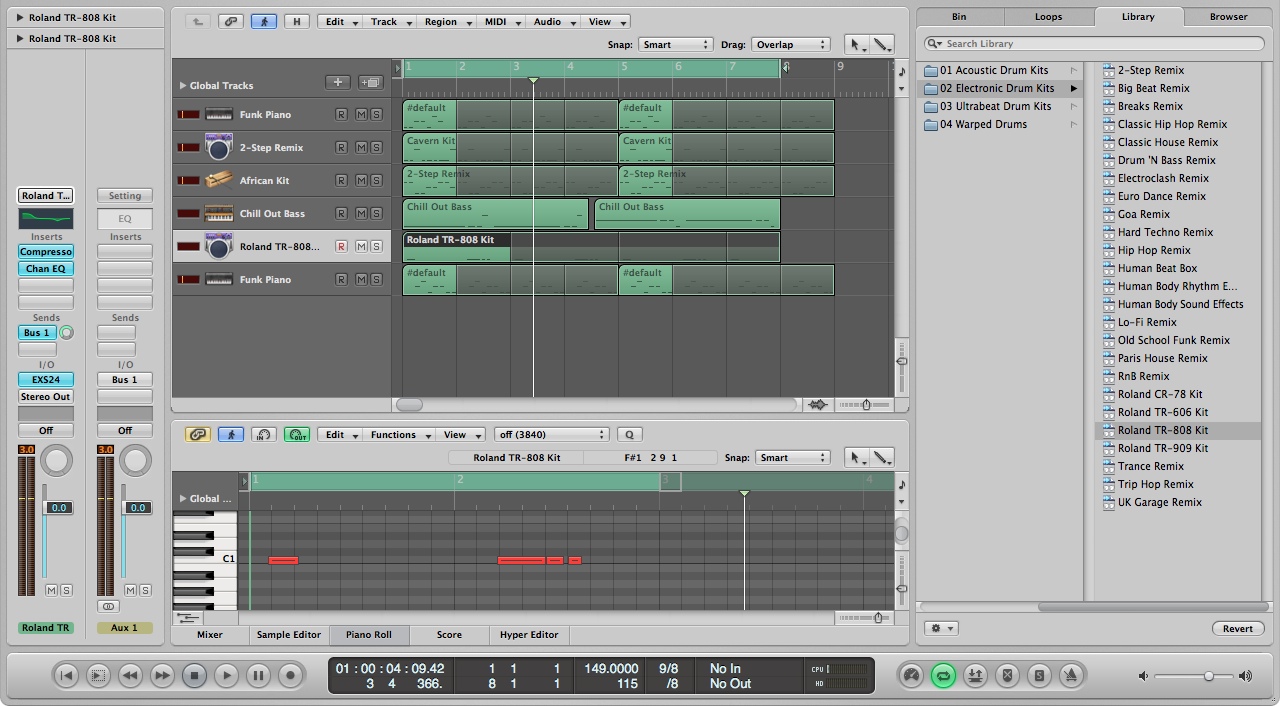 Roland TR-808 Kit
Roland TR-808 Kit
Roland T...
Setting
EQ
Inserts
Inserts
Compresso
Chan EQ
Sends
Sends
Bus 1
I/O
I/O
EXS24
Bus 1
Stereo Out
Off
Off
3.0
3.0
0.0
0.0
M S
M S
Roland TR
Aux 1
H
Edit
Track
Region
MIDI
Audio
View
Snap: Smart
Drag: Overlap
Global Tracks
1 2 3 4 5 6 7 8 9
Funk Piano R M S
#default
#default
2-Step Remix R M S
Cavern Kit
Cavern Kit
African Kit R M S
2-Step Remix
2-Step Remix
Chill Out Bass R M S
Chill Out Bass
Chill Out Bass
Roland TR-808... R M S
Roland TR-808 Kit
Funk Piano R M S
#default
#default
IN
OUT
Edit
Functions
View
off (3840)
Q
Roland TR-808 Kit
F#1 2 9 1
Snap: Smart
Global ...
1 2 3 4
C1
Mixer
Sample Editor
Piano Roll
Score
Hyper Editor
Bin
Loops
Library
Browser
Search Library
01 Acoustic Drum Kits
02 Electronic Drum Kits
03 Ultrabeat Drum Kits
04 Warped Drums
2-Step Remix
Big Beat Remix
Breaks Remix
Classic Hip Hop Remix
Classic House Remix
Drum 'N Bass Remix
Electroclash Remix
Euro Dance Remix
Goa Remix
Hard Techno Remix
Hip Hop Remix
Human Beat Box
Human Body Rhythm E...
Human Body Sound Effects
Lo-Fi Remix
Old School Funk Remix
Paris House Remix
RnB Remix
Roland CR-78 Kit
Roland TR-606 Kit
Roland TR-808 Kit
Roland TR-909 Kit
Trance Remix
Trip Hop Remix
UK Garage Remix
Revert
01 : 00 : 04 : 09.42
3 4 366.
1 1 1
8 1 1
149.0000
115
9/8
/8
No In
No Out
CPU
HD
S